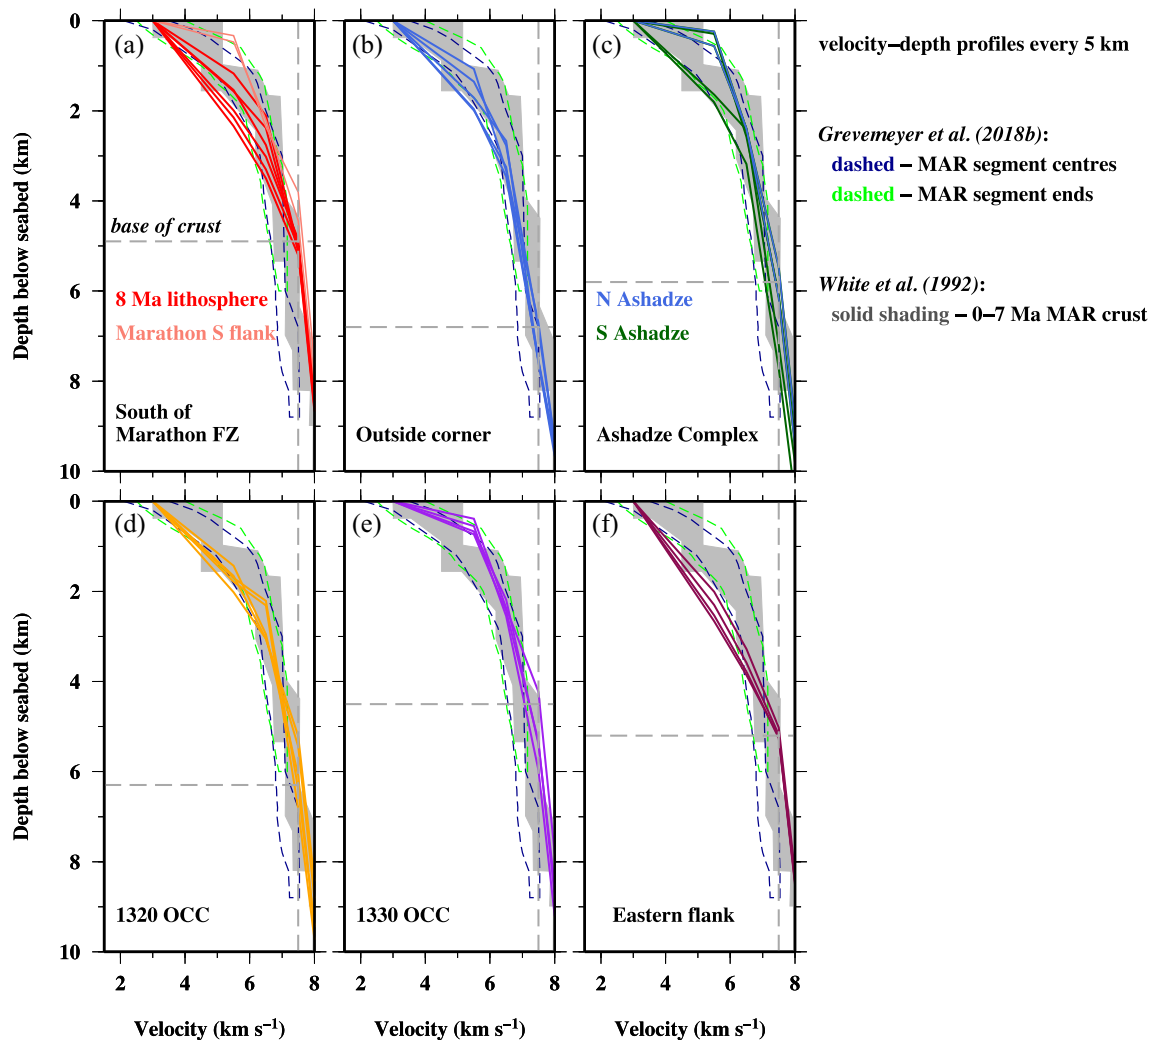 0
2
4
6
8
10
Depth below seabed (km)
(a)
base of crust
8 Ma lithosphere
Marathon S flank
South of
Marathon FZ
(b)
Outside corner
(c)
N Ashadze
S Ashadze
Ashadze Complex
velocity–depth profiles every 5 km
Grevemeyer et al. (2018b):
dashed – MAR segment centres
dashed – MAR segment ends
White et al. (1992):
solid shading – 0–7 Ma MAR crust
0
2
4
6
8
10
Depth below seabed (km)
(d)
1320 OCC
(e)
1330 OCC
(f)
Eastern flank
2 4 6 8
2 4 6 8
2 4 6 8
Velocity (km s⁻¹)
Velocity (km s⁻¹)
Velocity (km s⁻¹)